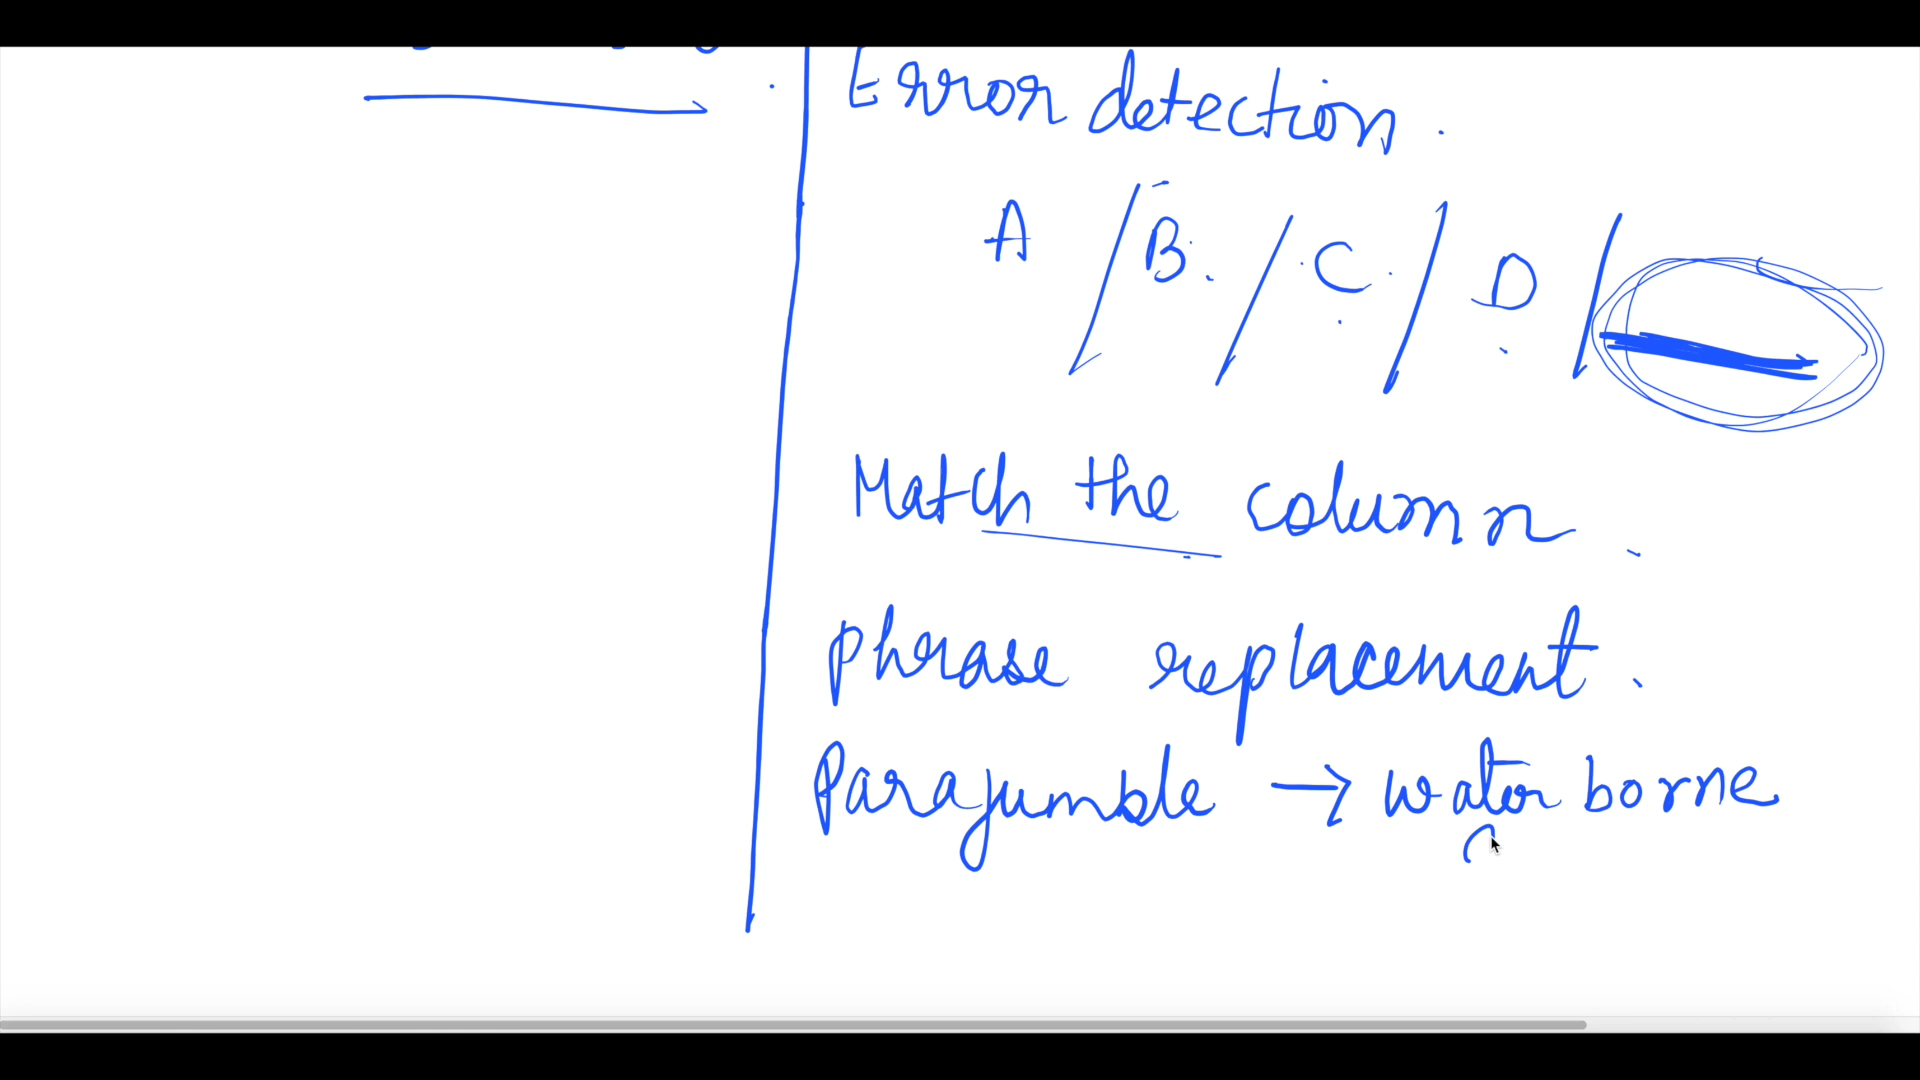 Error detection.
A / B. / C. / D /
Match the column.
Phrase replacement.
Parajumble → water borne